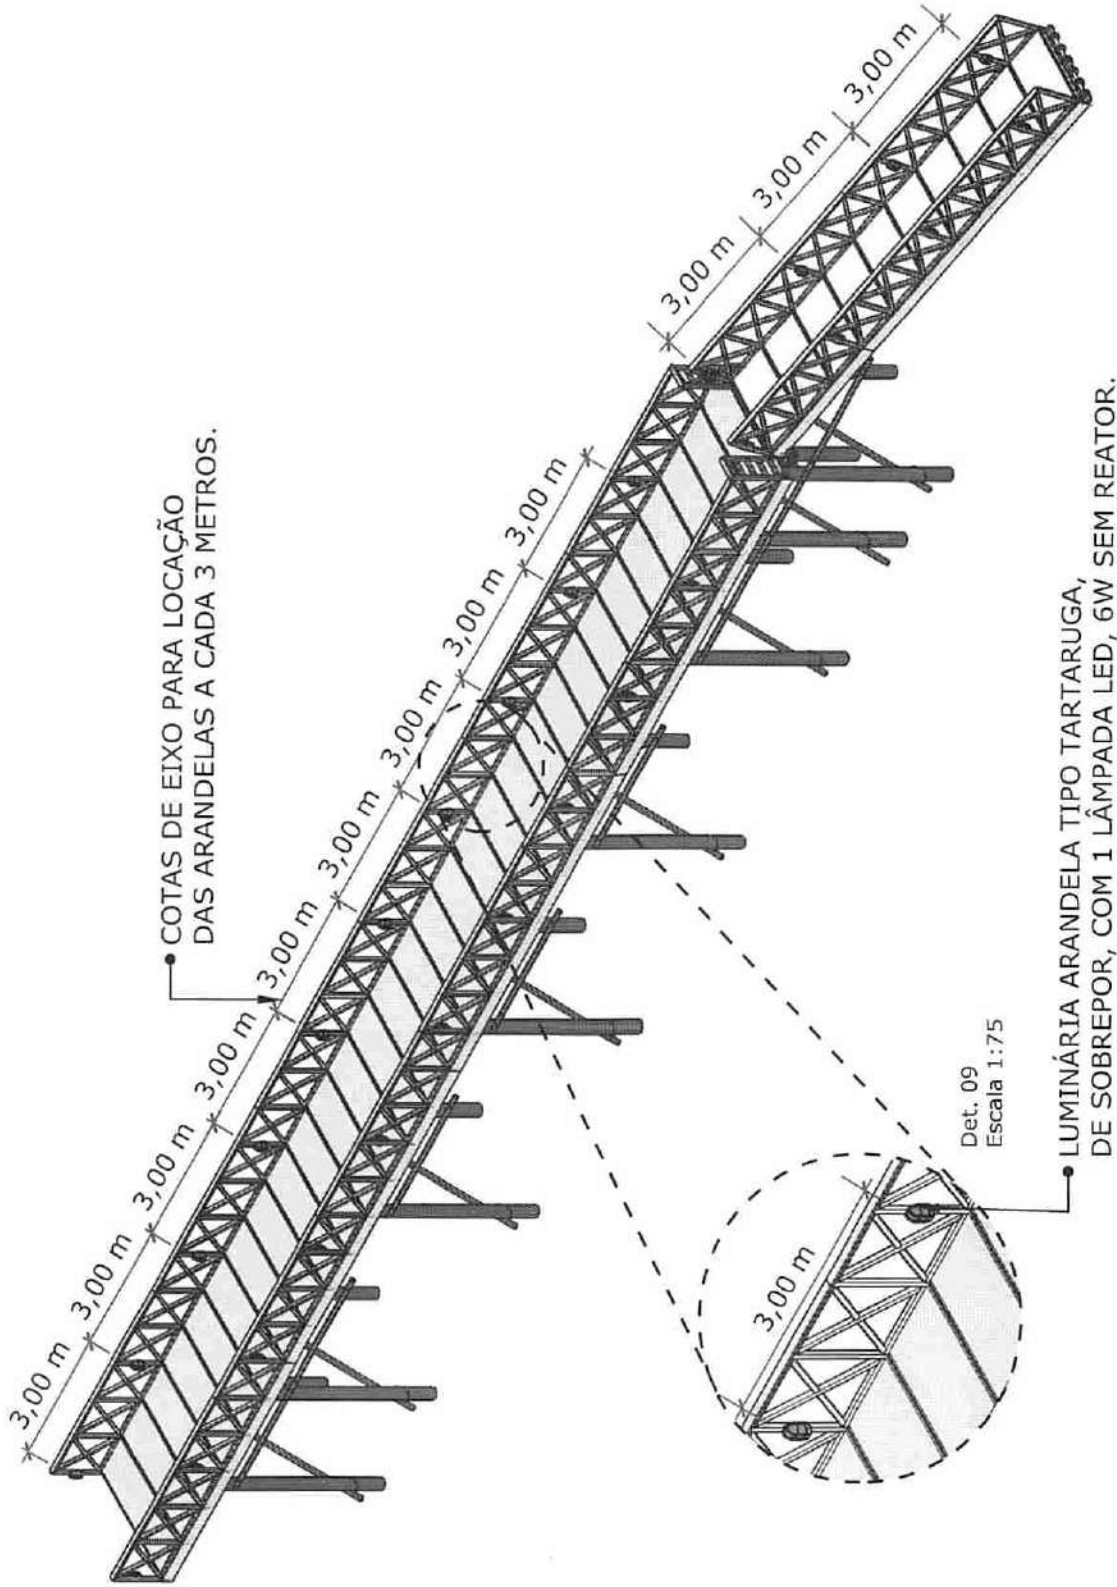 3,00 m
3,00 m
3,00 m
3,00 m
3,00 m
3,00 m
3,00 m
3,00 m
3,00 m
3,00 m
3,00 m
3,00 m
COTAS DE EIXO PARA LOCAÇÃO
DAS ARANDELAS A CADA 3 METROS.
3,00 m
Det. 09
Escala 1:75
LUMINÁRIA ARANDELA TIPO TARTARUGA,
DE SOBREPOR, COM 1 LÂMPADA LED, 6W SEM REATOR.